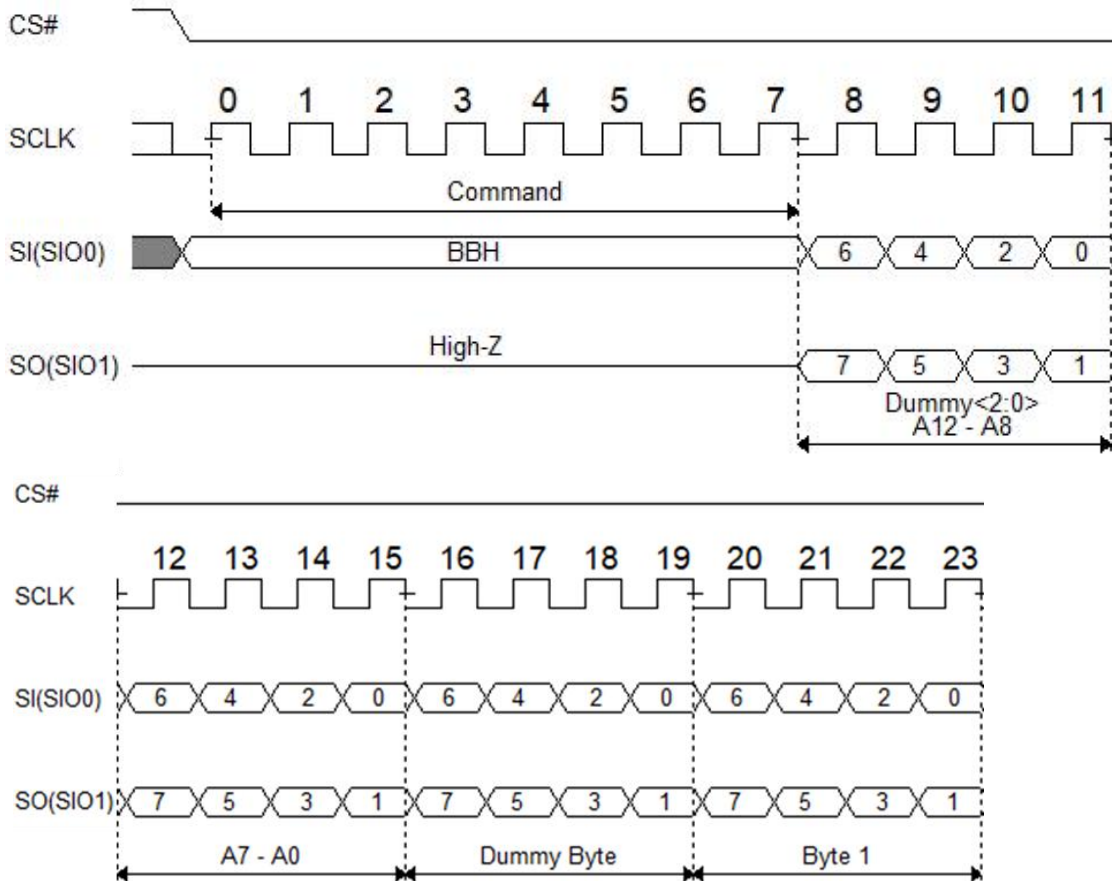 CS#
0 1 2 3 4 5 6 7 8 9 10 11
SCLK
Command
SI(SIO0) BBH 6 4 2 0
High-Z
SO(SIO1) 7 5 3 1
Dummy<2:0>
A12 - A8
CS#
12 13 14 15 16 17 18 19 20 21 22 23
SCLK
SI(SIO0) 6 4 2 0 6 4 2 0 6 4 2 0
SO(SIO1) 7 5 3 1 7 5 3 1 7 5 3 1
A7 - A0 Dummy Byte Byte 1